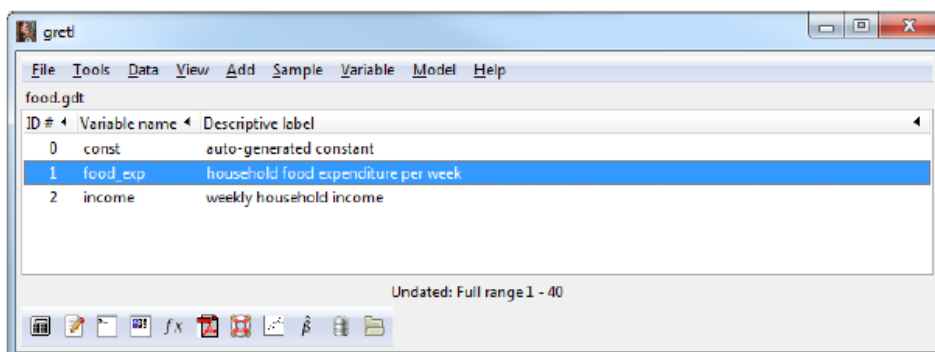 gretl
File Tools Data View Add Sample Variable Model Help
food.gdt
ID # Variable name Descriptive label
0 const auto-generated constant
1 food_exp household food expenditure per week
2 income weekly household income
Undated: Full range 1 - 40
fx β̂